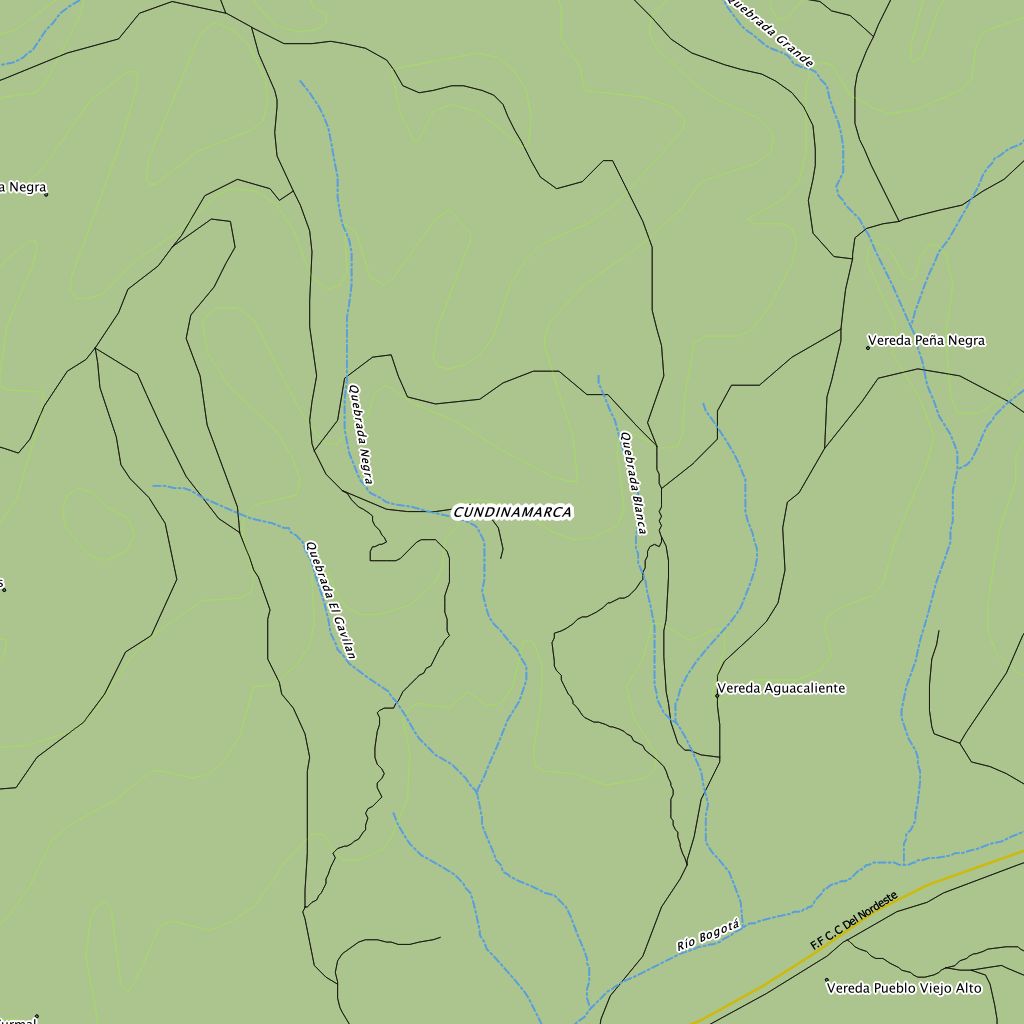 Quebrada Grande
a Negra
Vereda Peña Negra
Quebrada Negra
Quebrada Blanca
CUNDINAMARCA
Quebrada El Gavilan
Vereda Aguacaliente
F.F C.C Del Nordeste
Río Bogotá
Vereda Pueblo Viejo Alto